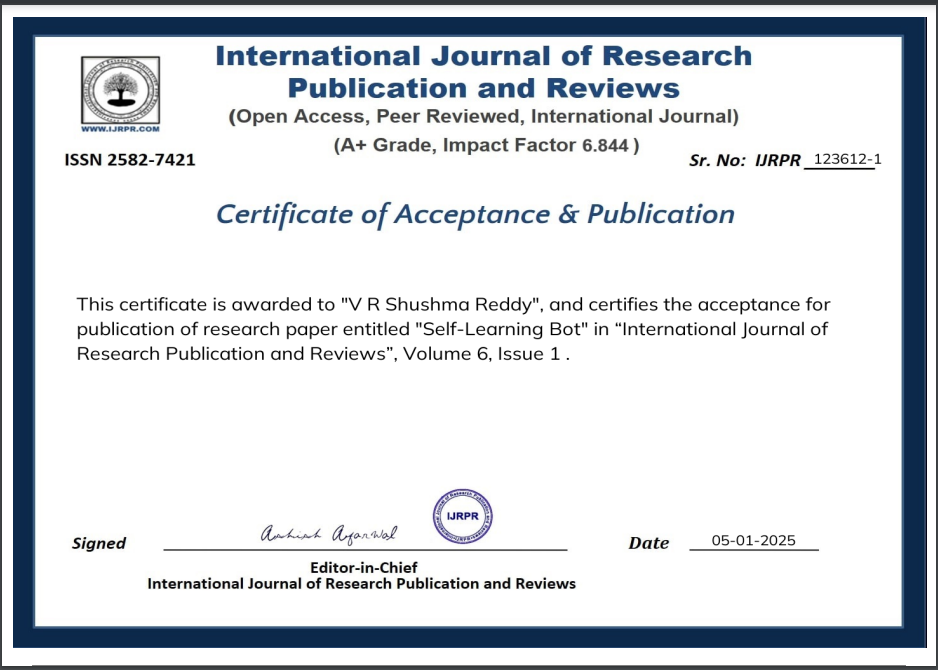 International Journal of Research
Publication and Reviews
(Open Access, Peer Reviewed, International Journal)
(A+ Grade, Impact Factor 6.844 )
WWW.IJRPR.COM
ISSN 2582-7421
Sr. No: IJRPR 123612-1
Certificate of Acceptance & Publication
This certificate is awarded to "V R Shushma Reddy", and certifies the acceptance for
publication of research paper entitled "Self-Learning Bot" in “International Journal of
Research Publication and Reviews”, Volume 6, Issue 1 .
IJRPR
Signed Ashish Agarwal
Date 05-01-2025
Editor-in-Chief
International Journal of Research Publication and Reviews